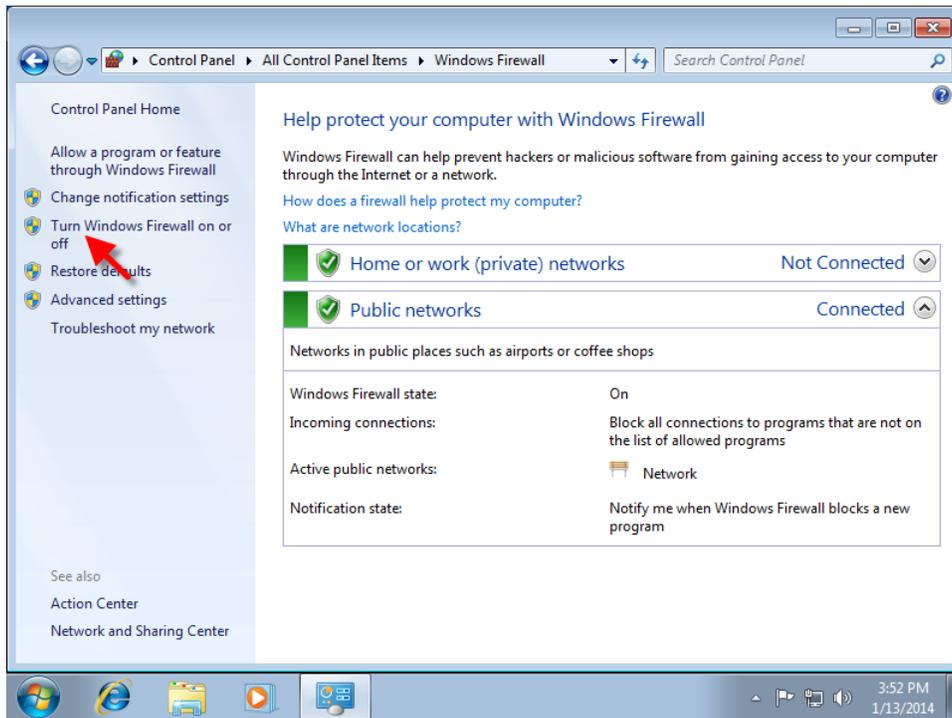 Control Panel All Control Panel Items Windows Firewall Search Control Panel
Control Panel Home
Allow a program or feature
through Windows Firewall
Change notification settings
Turn Windows Firewall on or
off
Restore defaults
Advanced settings
Troubleshoot my network
See also
Action Center
Network and Sharing Center
Help protect your computer with Windows Firewall
Windows Firewall can help prevent hackers or malicious software from gaining access to your computer
through the Internet or a network.
How does a firewall help protect my computer?
What are network locations?
Home or work (private) networks Not Connected
Public networks Connected
Networks in public places such as airports or coffee shops
Windows Firewall state: On
Incoming connections: Block all connections to programs that are not on
the list of allowed programs
Active public networks: Network
Notification state: Notify me when Windows Firewall blocks a new
program
3:52 PM
1/13/2014